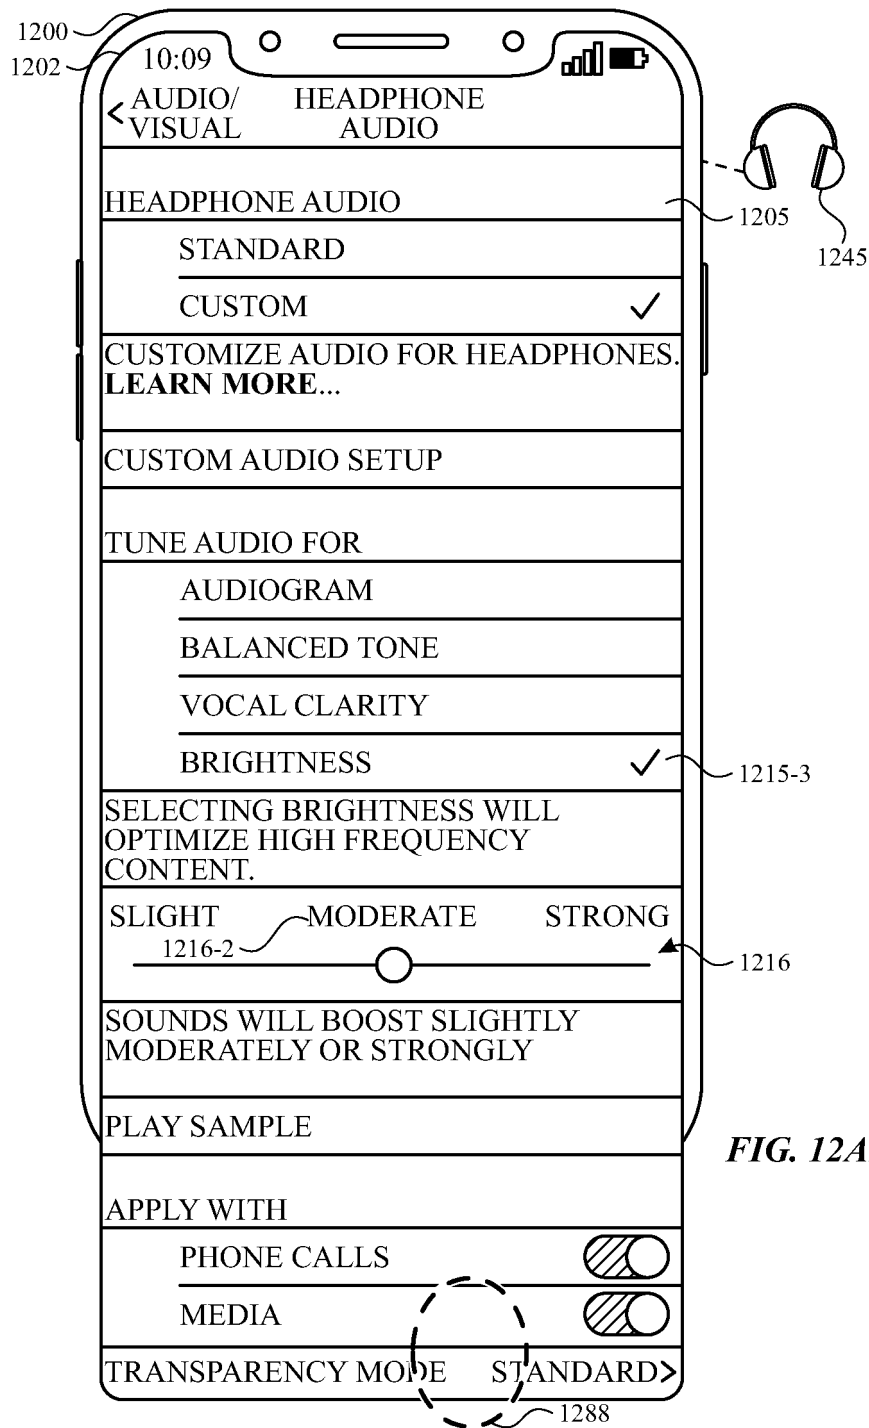 1200
1202
10:09
< AUDIO/
VISUAL
HEADPHONE
AUDIO
HEADPHONE AUDIO
1205
1245
STANDARD
CUSTOM ✓
CUSTOMIZE AUDIO FOR HEADPHONES.
LEARN MORE...
CUSTOM AUDIO SETUP
TUNE AUDIO FOR
AUDIOGRAM
BALANCED TONE
VOCAL CLARITY
BRIGHTNESS ✓
1215-3
SELECTING BRIGHTNESS WILL
OPTIMIZE HIGH FREQUENCY
CONTENT.
SLIGHT MODERATE STRONG
1216-2
1216
SOUNDS WILL BOOST SLIGHTLY
MODERATELY OR STRONGLY
PLAY SAMPLE
FIG. 12A
APPLY WITH
PHONE CALLS
MEDIA
TRANSPARENCY MODE STANDARD>
1288